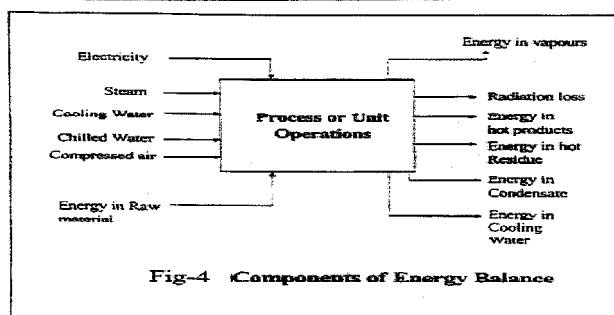 Electricity
Steam
Cooling Water
Chilled Water
Compressed air
Energy in Raw
material
Process or Unit
Operations
Energy in vapours
Radiation loss
Energy in
hot products
Energy in hot
Residue
Energy in
Condensate
Energy in
Cooling
Water
Fig-4 Components of Energy Balance